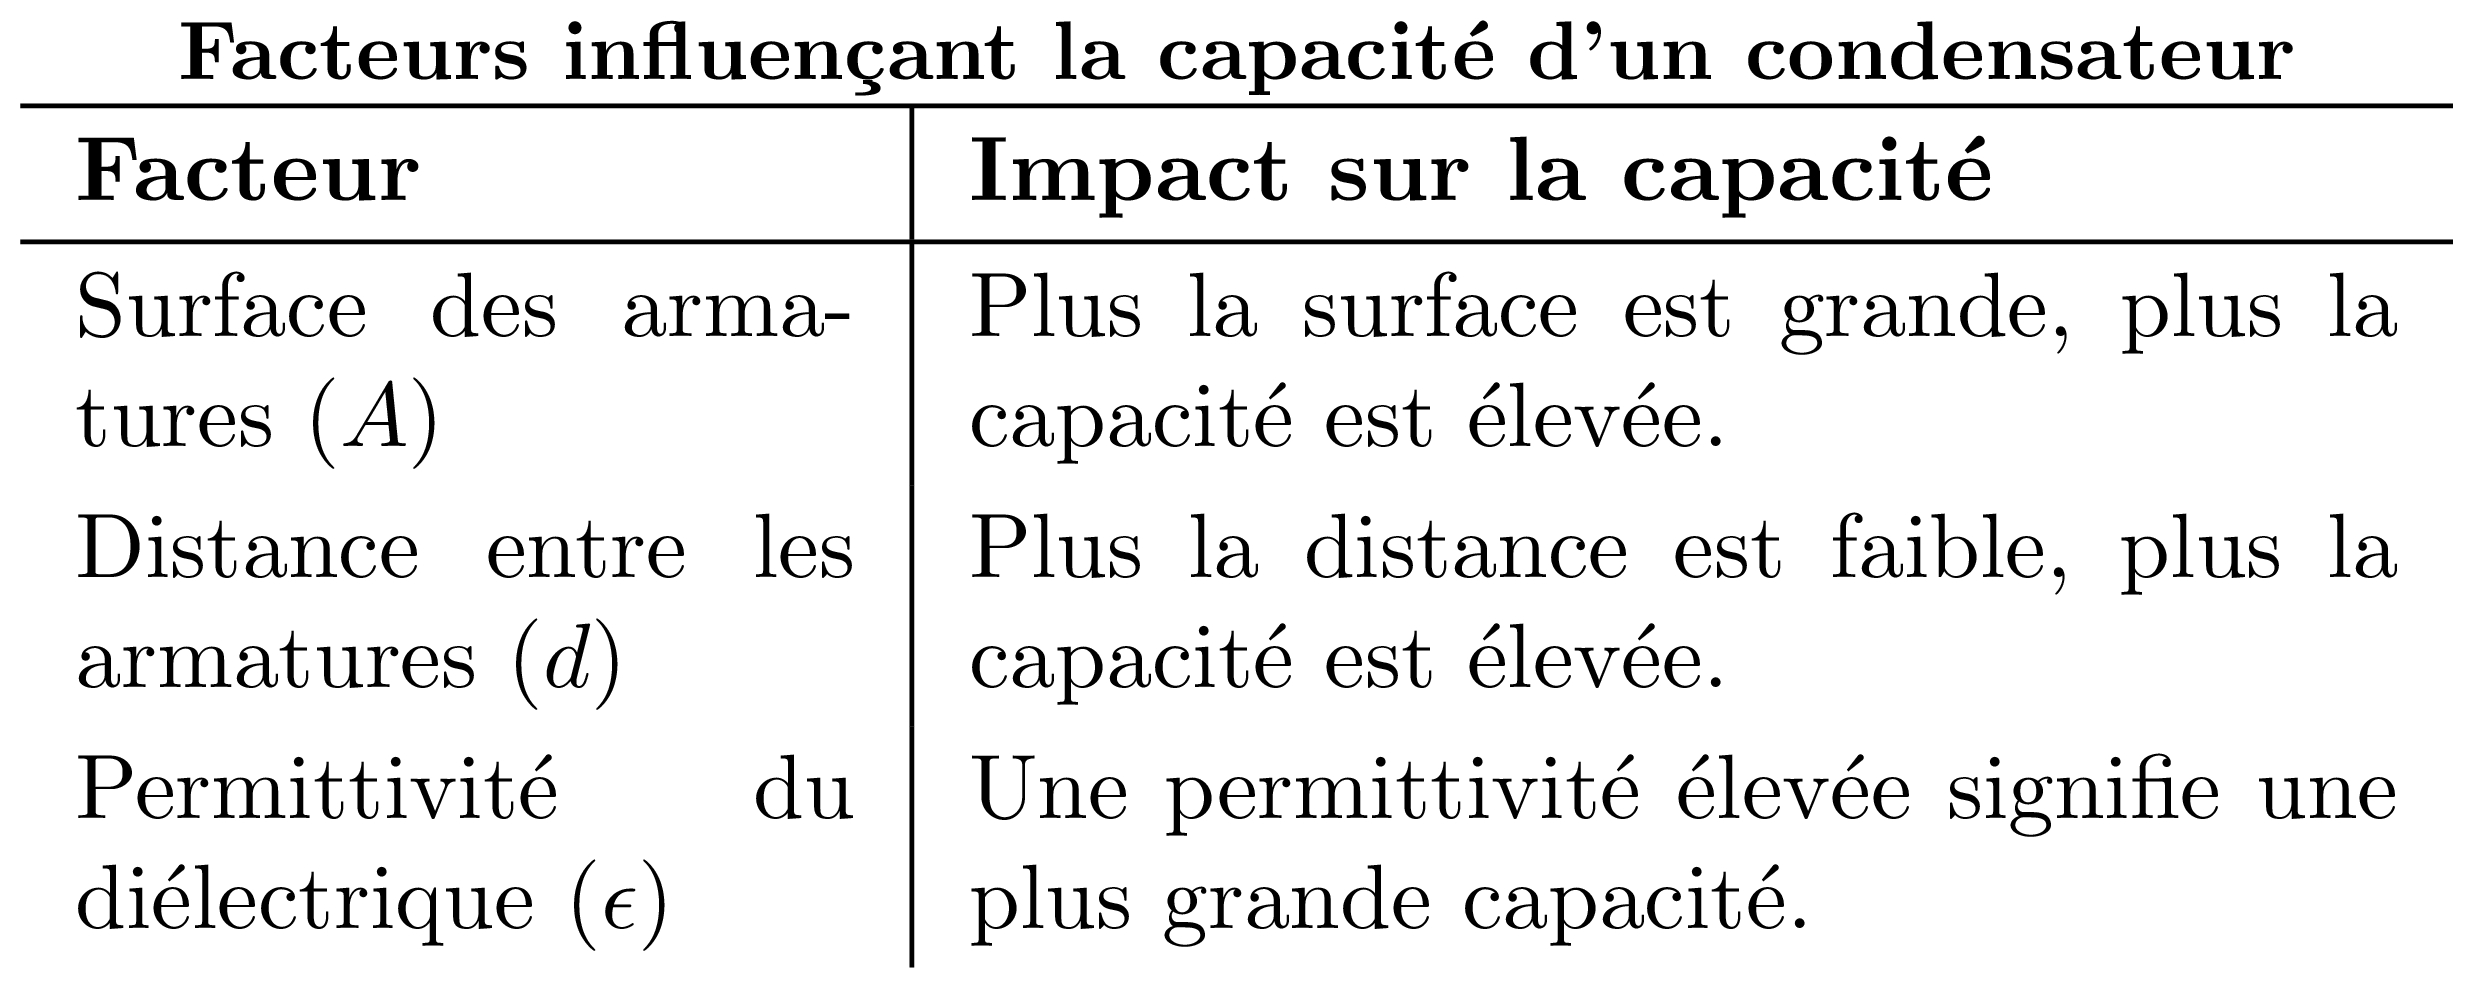 Facteurs influençant la capacité d'un condensateur
Facteur
Impact sur la capacité
Surface des arma-
tures (A)
Plus la surface est grande, plus la
capacité est élevée.
Distance entre les
armatures (d)
Plus la distance est faible, plus la
capacité est élevée.
Permittivité du
diélectrique (ϵ)
Une permittivité élevée signifie une
plus grande capacité.